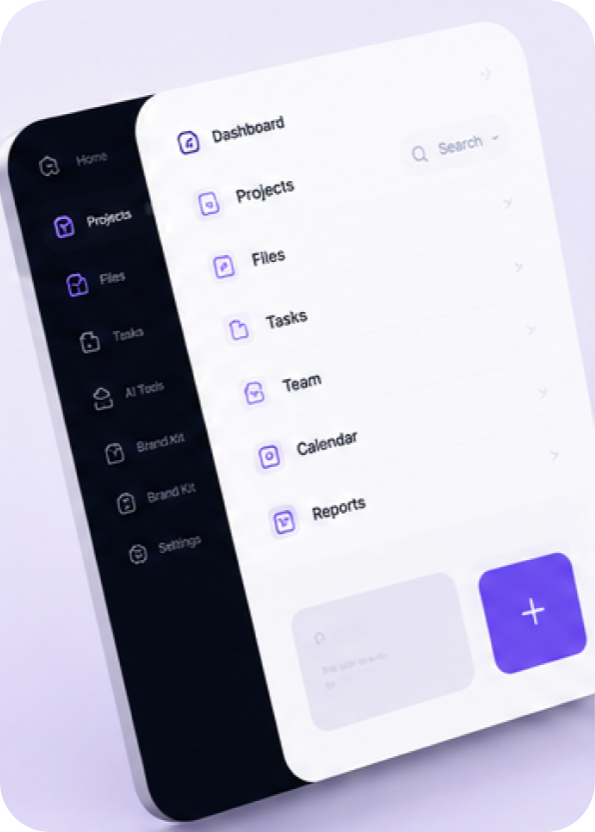 Home
Projects
Files
Tasks
AI Tools
Brand Kit
Brand Kit
Settings
Dashboard
Search
Projects
Files
Tasks
Team
Calendar
Reports